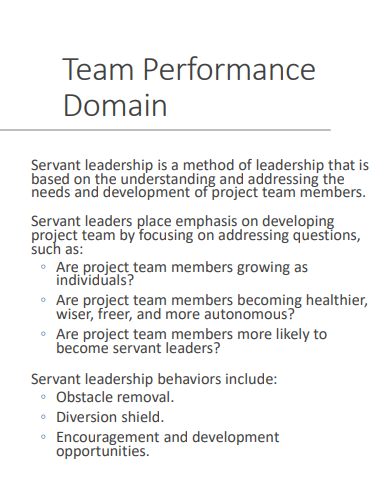 Team Performance
Domain
Servant leadership is a method of leadership that is
based on the understanding and addressing the
needs and development of project team members.
Servant leaders place emphasis on developing
project team by focusing on addressing questions,
such as:
◦ Are project team members growing as
individuals?
◦ Are project team members becoming healthier,
wiser, freer, and more autonomous?
◦ Are project team members more likely to
become servant leaders?
Servant leadership behaviors include:
◦ Obstacle removal.
◦ Diversion shield.
◦ Encouragement and development
opportunities.